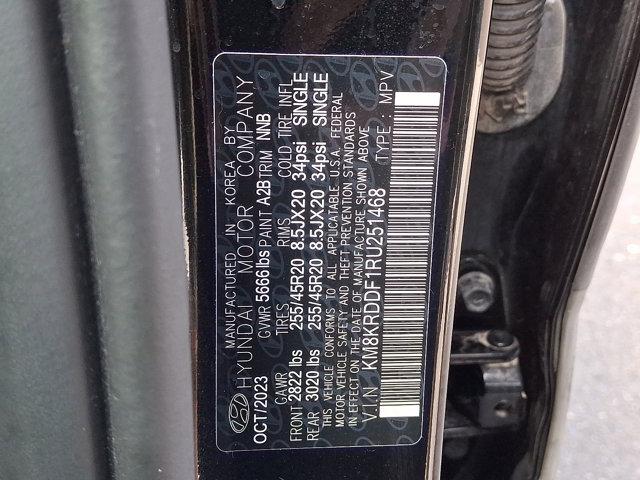 MANUFACTURED IN KOREA BY
HYUNDAI MOTOR COMPANY
OCT/2023 GVWR 5666lbs PAINT A2B TRIM NNB
GAWR TIRES RIMS COLD TIRE INFL
FRONT 2822 lbs 255/45R20 8.5JX20 34psi SINGLE
REAR 3020 lbs 255/45R20 8.5JX20 34psi SINGLE
THIS VEHICLE CONFORMS TO ALL APPLICABLE U.S.A. FEDERAL
MOTOR VEHICLE SAFETY AND THEFT PREVENTION STANDARDS
IN EFFECT ON THE DATE OF MANUFACTURE SHOWN ABOVE
V.I.N. KM8KRDDF1RU251468 TYPE : MPV